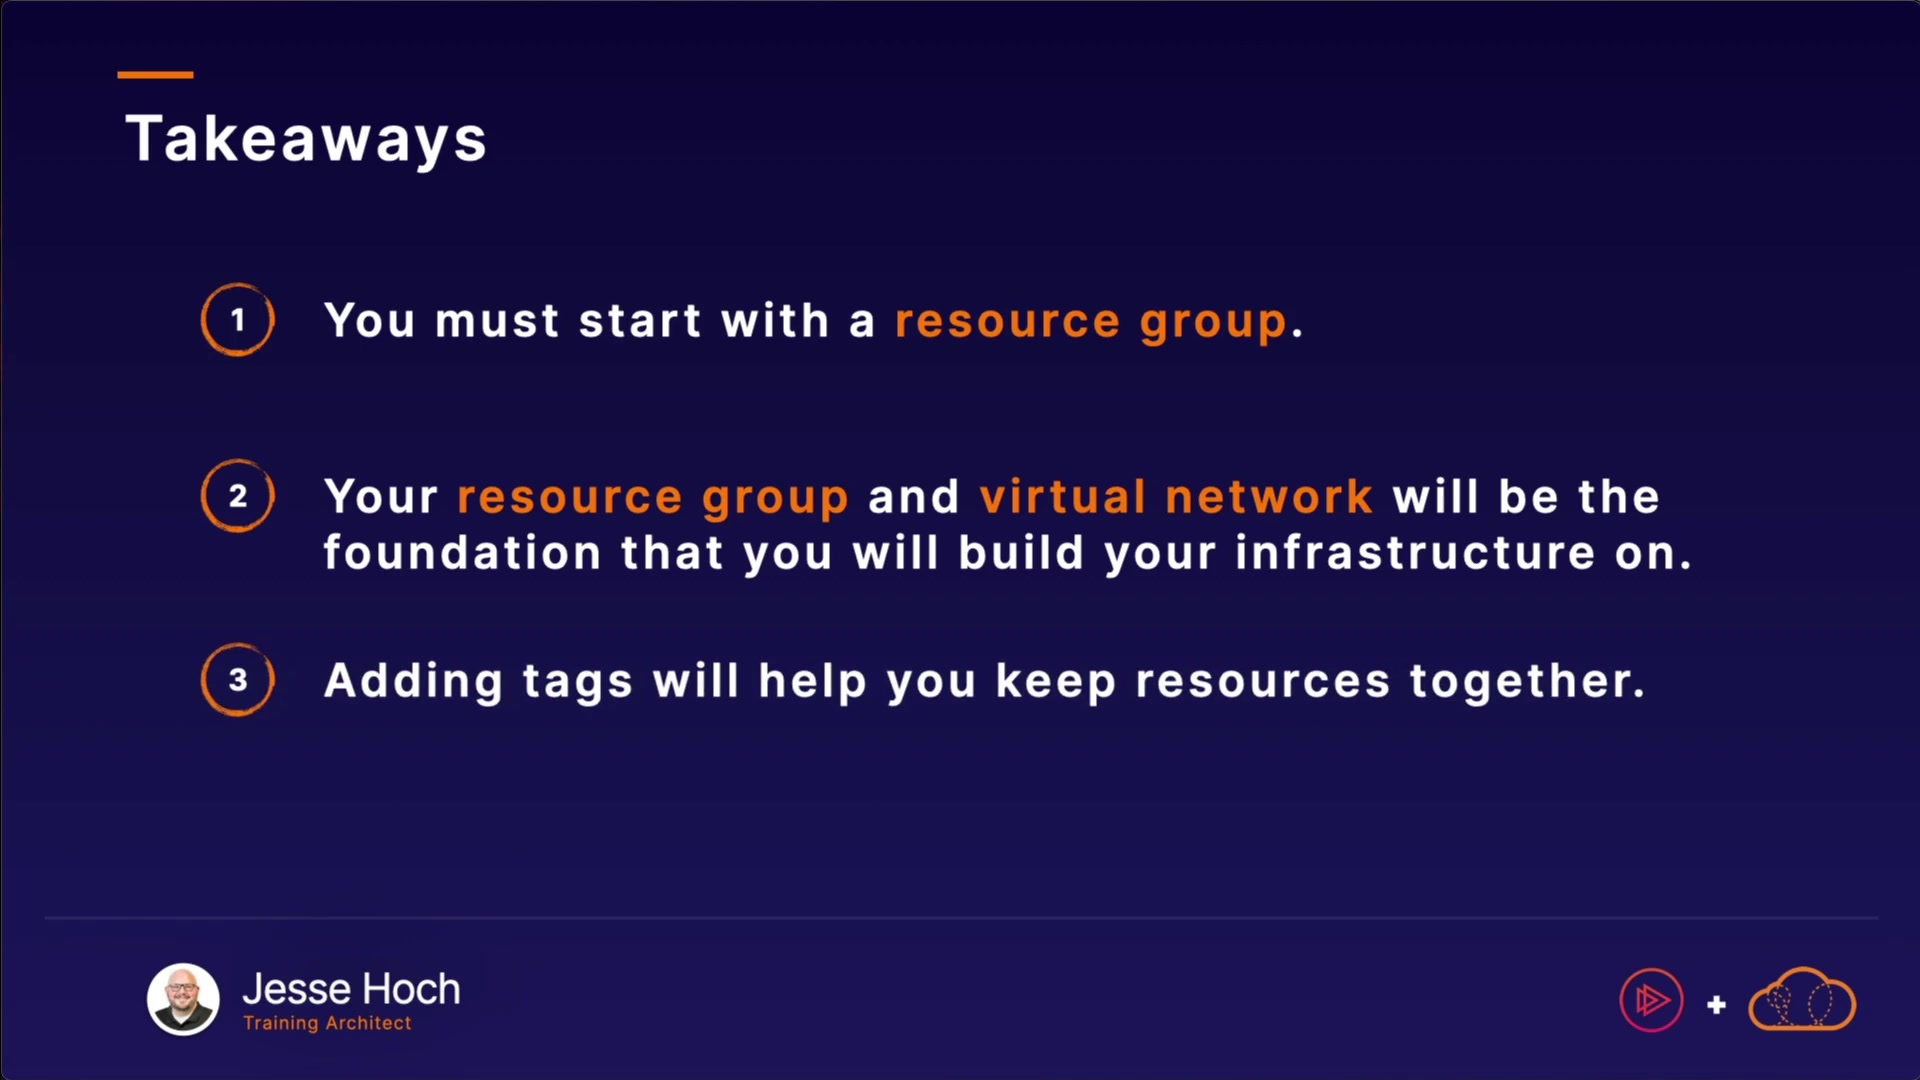 Takeaways
1 You must start with a resource group.
2 Your resource group and virtual network will be the
foundation that you will build your infrastructure on.
3 Adding tags will help you keep resources together.
Jesse Hoch
Training Architect
+